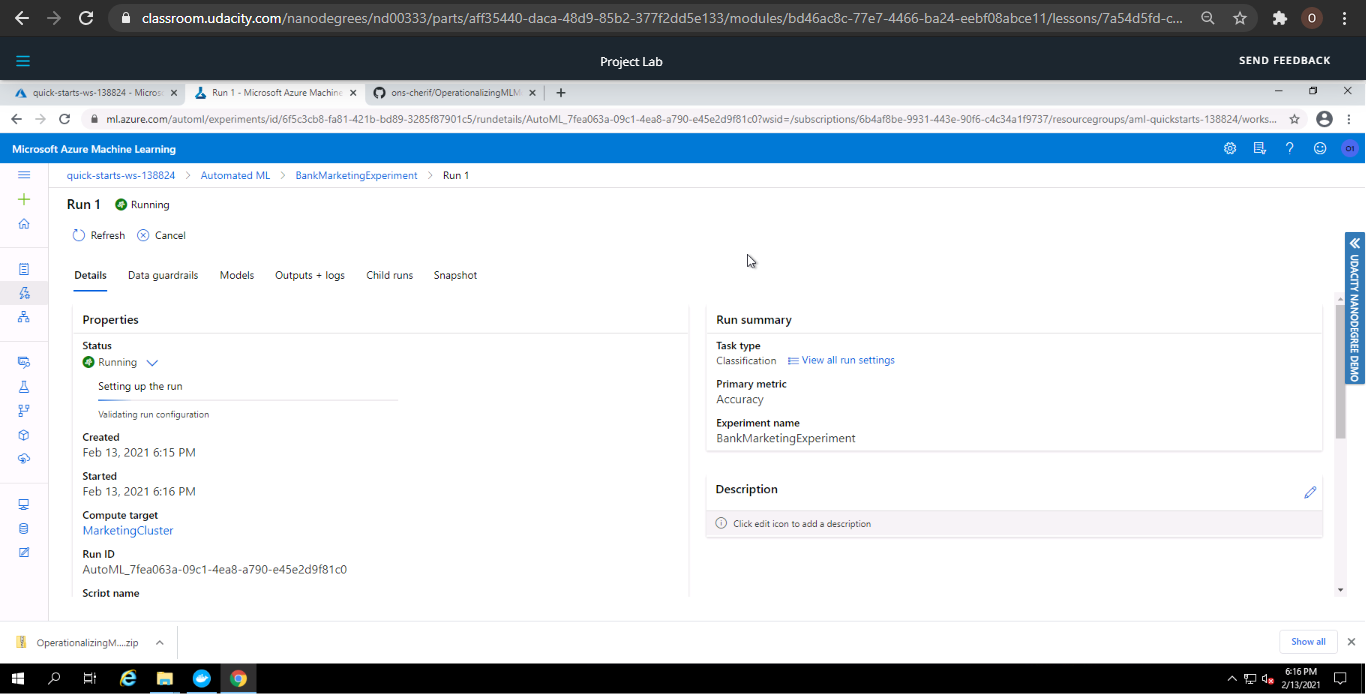 classroom.udacity.com/nanodegrees/nd00333/parts/aff35440-daca-48d9-85b2-377f2dd5e133/modules/bd46ac8c-77e7-4466-ba24-eebf08abce11/lessons/7a54d5fd-c...
O
Project Lab
SEND FEEDBACK
quick-starts-ws-138824 - Micros
Run 1 - Microsoft Azure Machine
ons-cherif/OperationalizingMLMi
ml.azure.com/automl/experiments/id/6f5c3cb8-fa81-421b-bd89-3285f87901c5/rundetails/AutoML_7fea063a-09c1-4ea8-a790-e45e2d9f81c0?wsid=/subscriptions/6b4af8be-9931-443e-90f6-c4c34a1f9737/resourcegroups/aml-quickstarts-138824/works...
Microsoft Azure Machine Learning
OI
quick-starts-ws-138824 > Automated ML > BankMarketingExperiment > Run 1
Run 1 Running
Refresh Cancel
Details Data guardrails Models Outputs + logs Child runs Snapshot
Properties
Status
Running
Setting up the run
Validating run configuration
Created
Feb 13, 2021 6:15 PM
Started
Feb 13, 2021 6:16 PM
Compute target
MarketingCluster
Run ID
AutoML_7fea063a-09c1-4ea8-a790-e45e2d9f81c0
Script name
Run summary
Task type
Classification View all run settings
Primary metric
Accuracy
Experiment name
BankMarketingExperiment
Description
Click edit icon to add a description
UDACITY NANODEGREE DEMO
OperationalizingM....zip
Show all
6:16 PM
2/13/2021